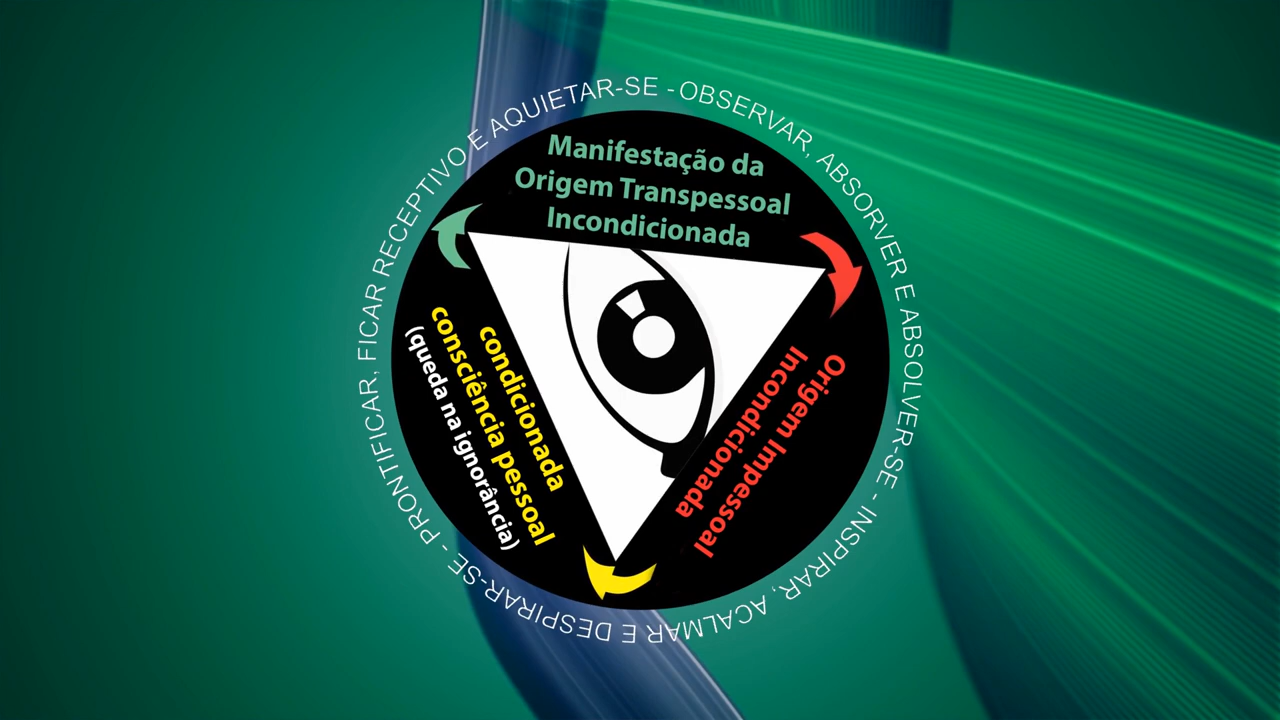 PRONTIFICAR, FICAR RECEPTIVO E AQUIETAR-SE - OBSERVAR, ABSORVER E ABSOLVER-SE - INSPIRAR, ACALMAR E DESPIRAR-SE -
Manifestação da
Origem Transpessoal
Incondicionada
Origem Impessoal
Incondicionada
condicionada
consciência pessoal
(queda na ignorância)